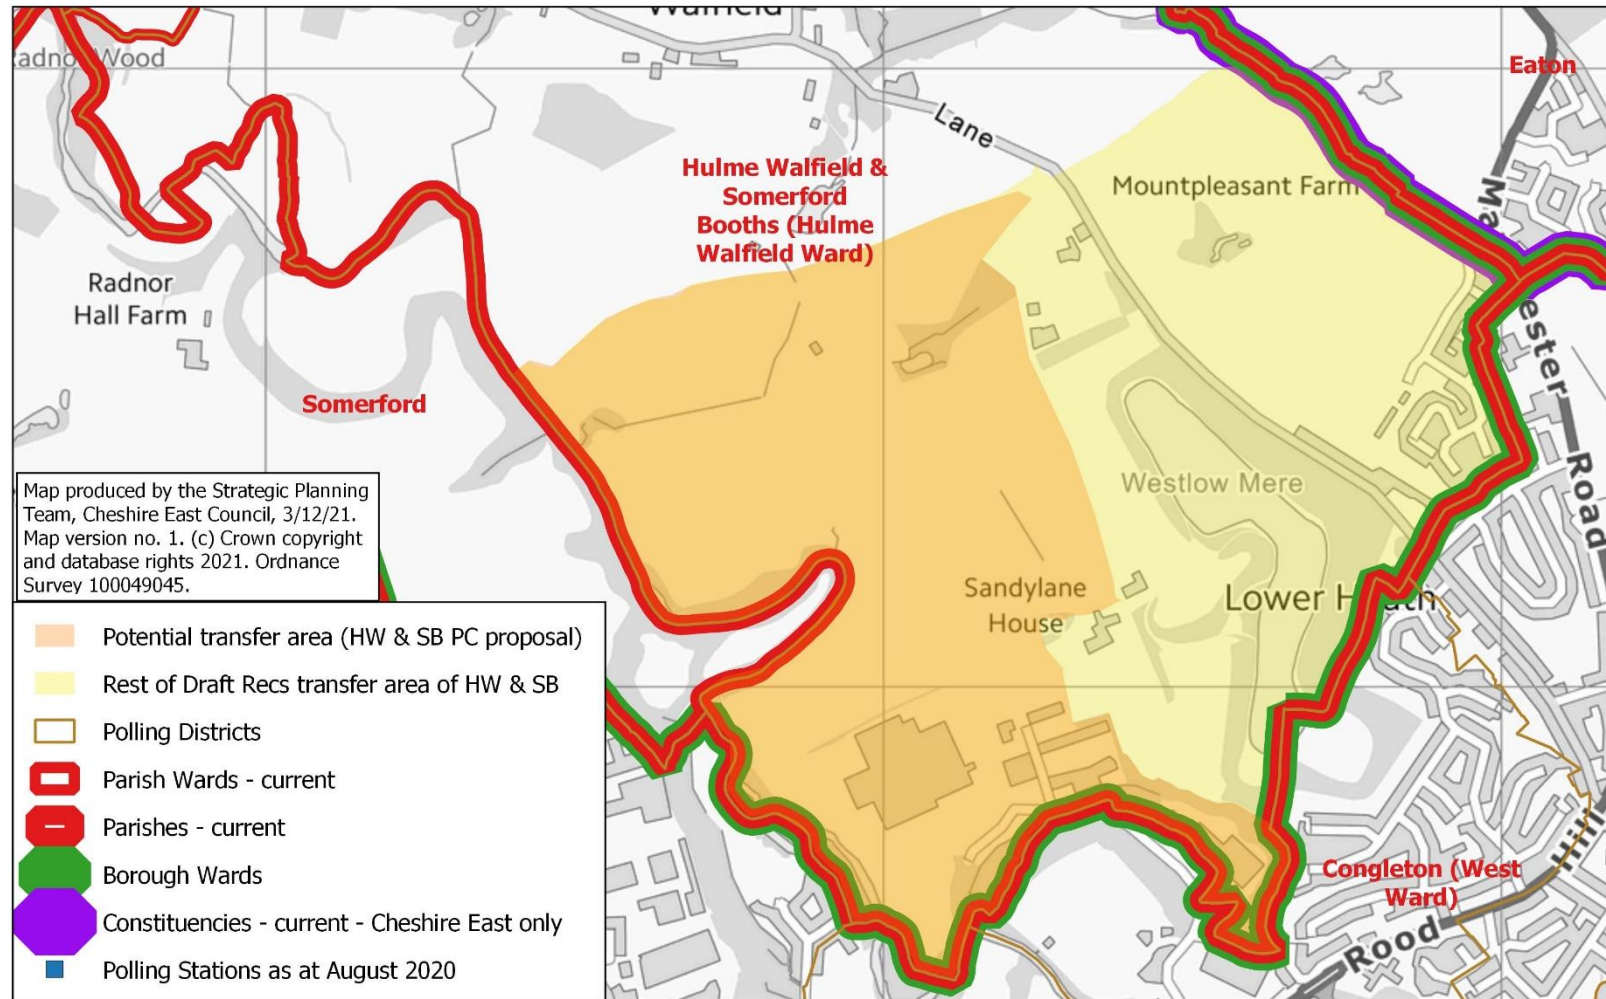 Walfield
Radnor Wood
Eaton
Lane
Hulme Walfield &
Somerford
Booths (Hulme
Walfield Ward)
Mountpleasant Farm
Radnor
Hall Farm
Somerford
Road
Westlow Mere
Sandylane
House
Lower Heath
Map produced by the Strategic Planning
Team, Cheshire East Council, 3/12/21.
Map version no. 1. (c) Crown copyright
and database rights 2021. Ordnance
Survey 100049045.
Potential transfer area (HW & SB PC proposal)
Rest of Draft Recs transfer area of HW & SB
Polling Districts
Parish Wards - current
Parishes - current
Borough Wards
Constituencies - current - Cheshire East only
Polling Stations as at August 2020
Congleton (West
Ward)
Rood
Hill